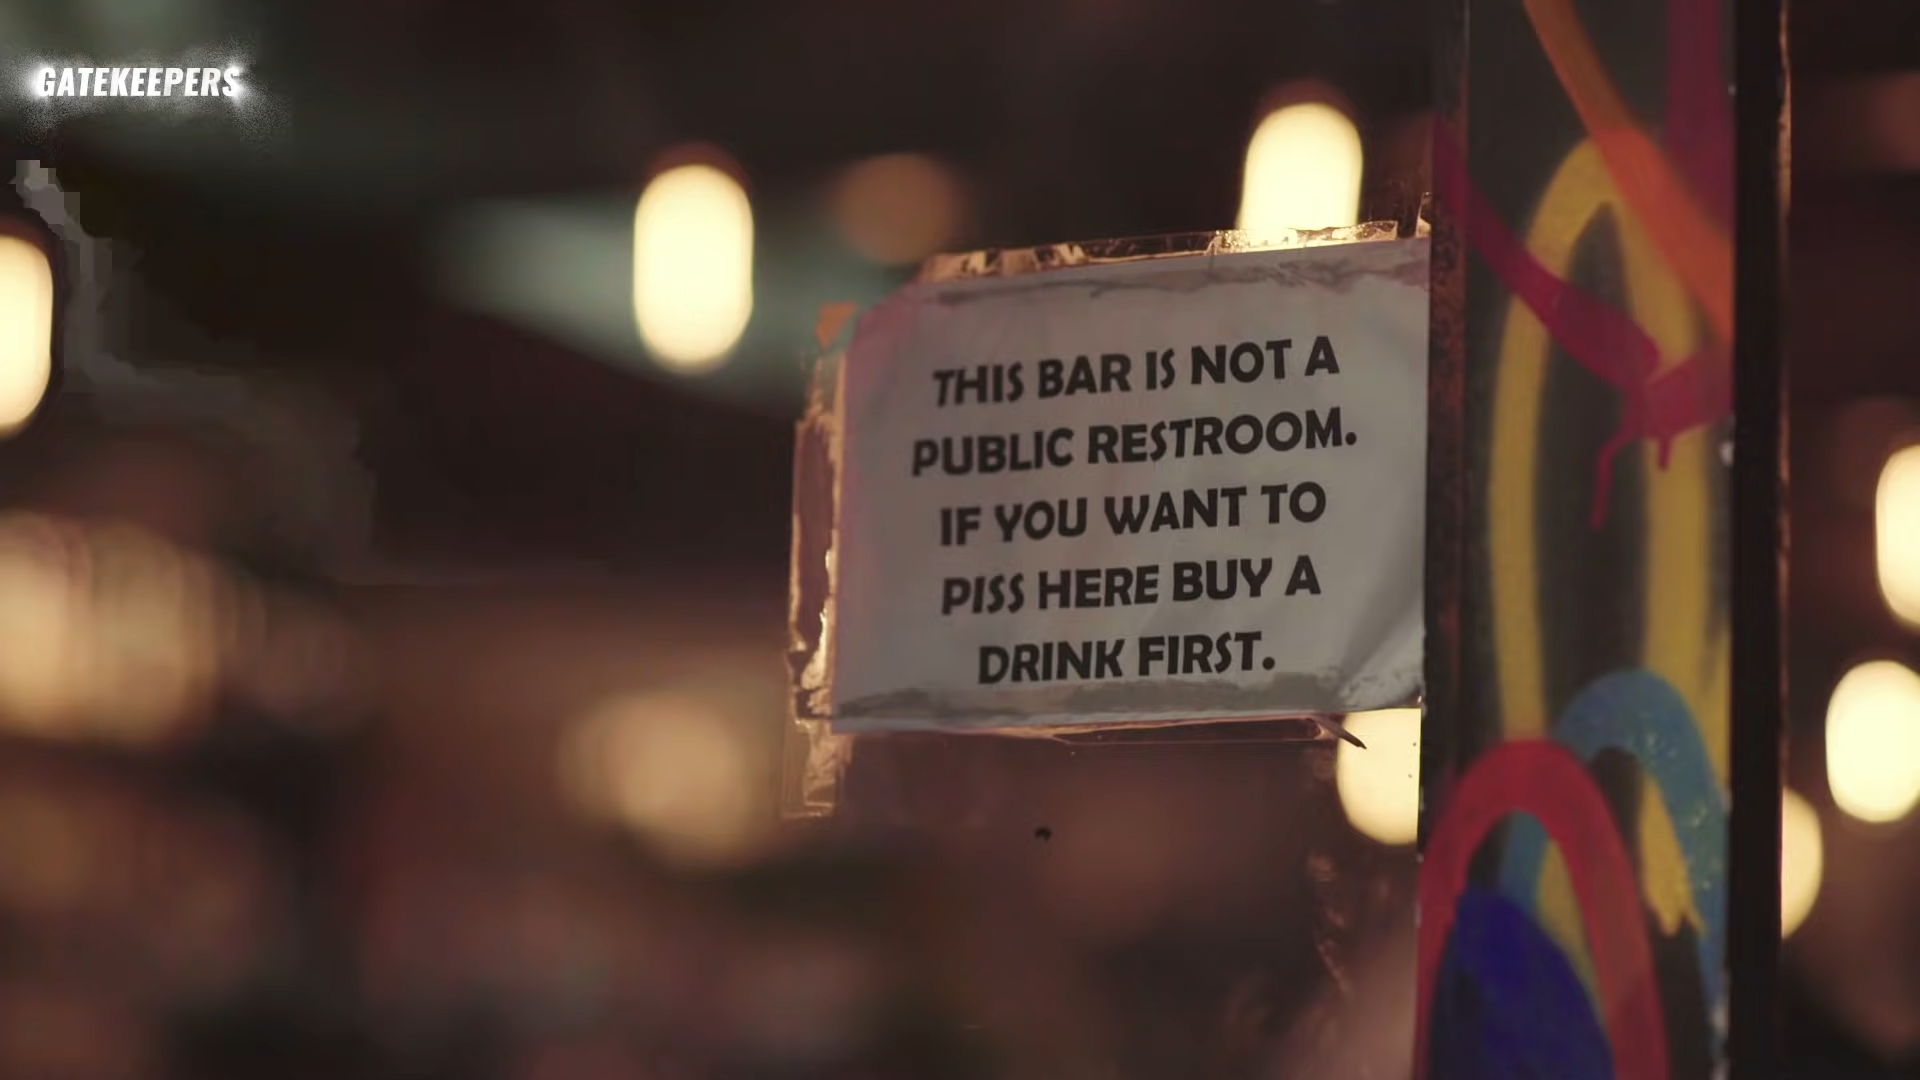 GATEKEEPERS
THIS BAR IS NOT A
PUBLIC RESTROOM.
IF YOU WANT TO
PISS HERE BUY A
DRINK FIRST.